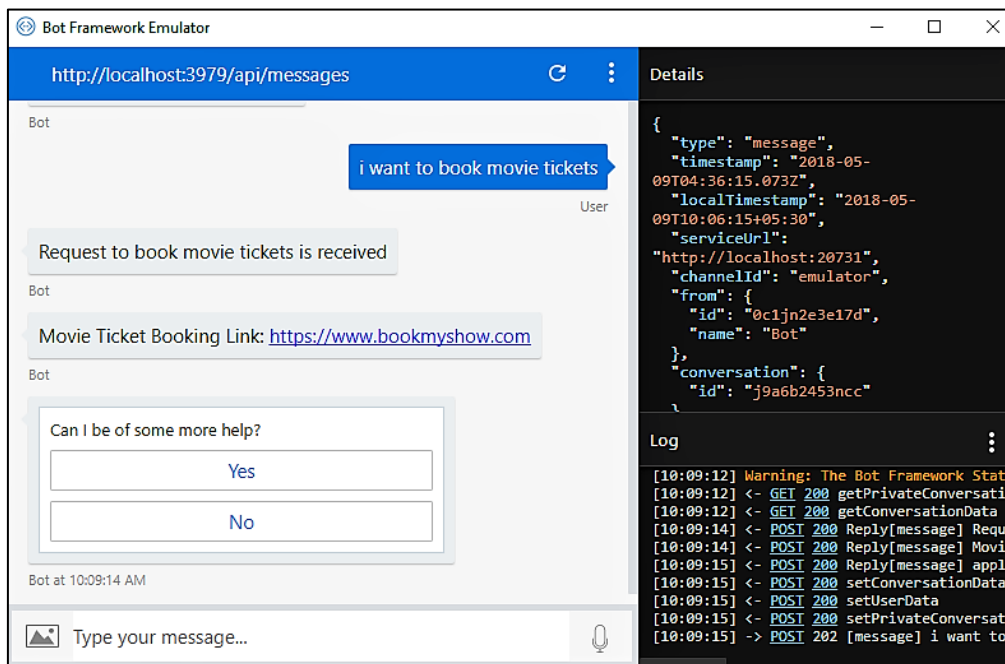 Bot Framework Emulator
http://localhost:3979/api/messages
Bot
i want to book movie tickets
User
Request to book movie tickets is received
Bot
Movie Ticket Booking Link: https://www.bookmyshow.com
Bot
Can I be of some more help?
Yes
No
Bot at 10:09:14 AM
Type your message...
Details
{
"type": "message",
"timestamp": "2018-05-
09T04:36:15.073Z",
"localTimestamp": "2018-05-
09T10:06:15+05:30",
"serviceUrl":
"http://localhost:20731",
"channelId": "emulator",
"from": {
"id": "0c1jn2e3e17d",
"name": "Bot"
},
"conversation": {
"id": "j9a6b2453ncc"
}
Log
[10:09:12] Warning: The Bot Framework Stat
[10:09:12] <- GET 200 getPrivateConversati
[10:09:12] <- GET 200 getConversationData
[10:09:14] <- POST 200 Reply[message] Requ
[10:09:14] <- POST 200 Reply[message] Movi
[10:09:15] <- POST 200 Reply[message] appl
[10:09:15] <- POST 200 setConversationData
[10:09:15] <- POST 200 setUserData
[10:09:15] <- POST 200 setPrivateConversat
[10:09:15] -> POST 202 [message] i want to